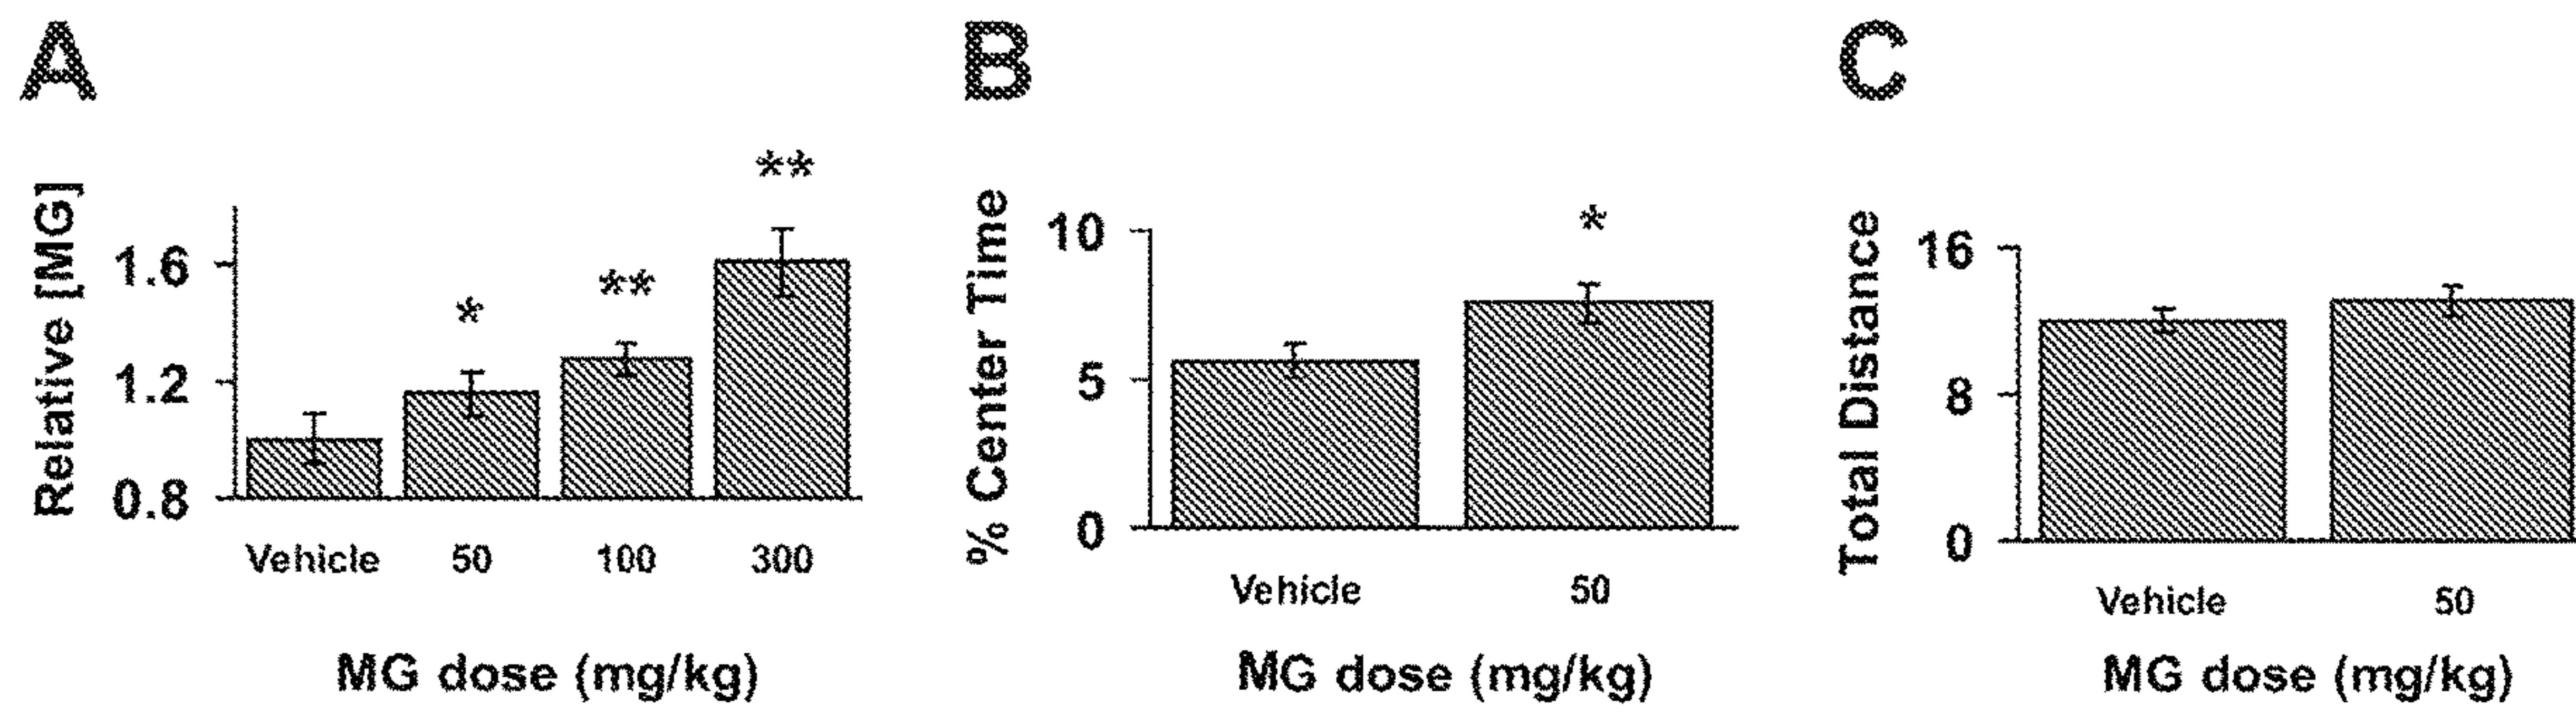 A
Relative [MG]
1.6
1.2
0.8
*
**
**
Vehicle 50 100 300
MG dose (mg/kg)
B
% Center Time
10
5
0
*
Vehicle 50
MG dose (mg/kg)
C
Total Distance
16
8
0
Vehicle 50
MG dose (mg/kg)